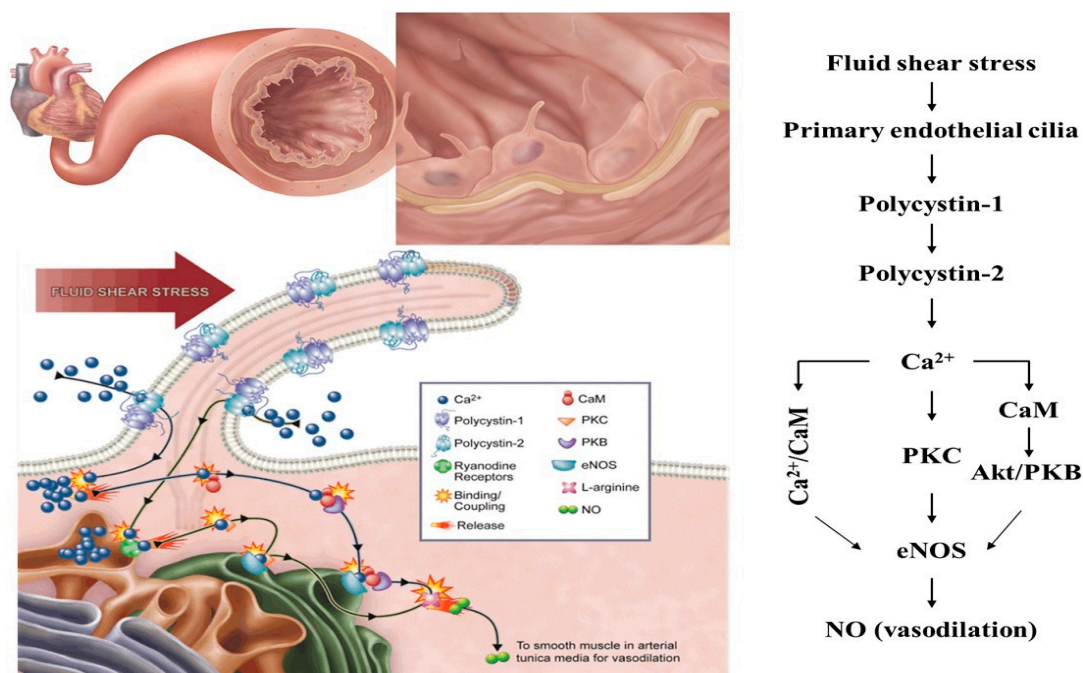 FLUID SHEAR STRESS
Ca²⁺
Polycystin-1
Polycystin-2
Ryanodine
Receptors
Binding/
Coupling
Release
CaM
PKC
PKB
eNOS
L-arginine
NO
To smooth muscle in arterial
tunica media for vasodilation
Fluid shear stress
Primary endothelial cilia
Polycystin-1
Polycystin-2
Ca²⁺
Ca²⁺/CaM
PKC
CaM
Akt/PKB
eNOS
NO (vasodilation)